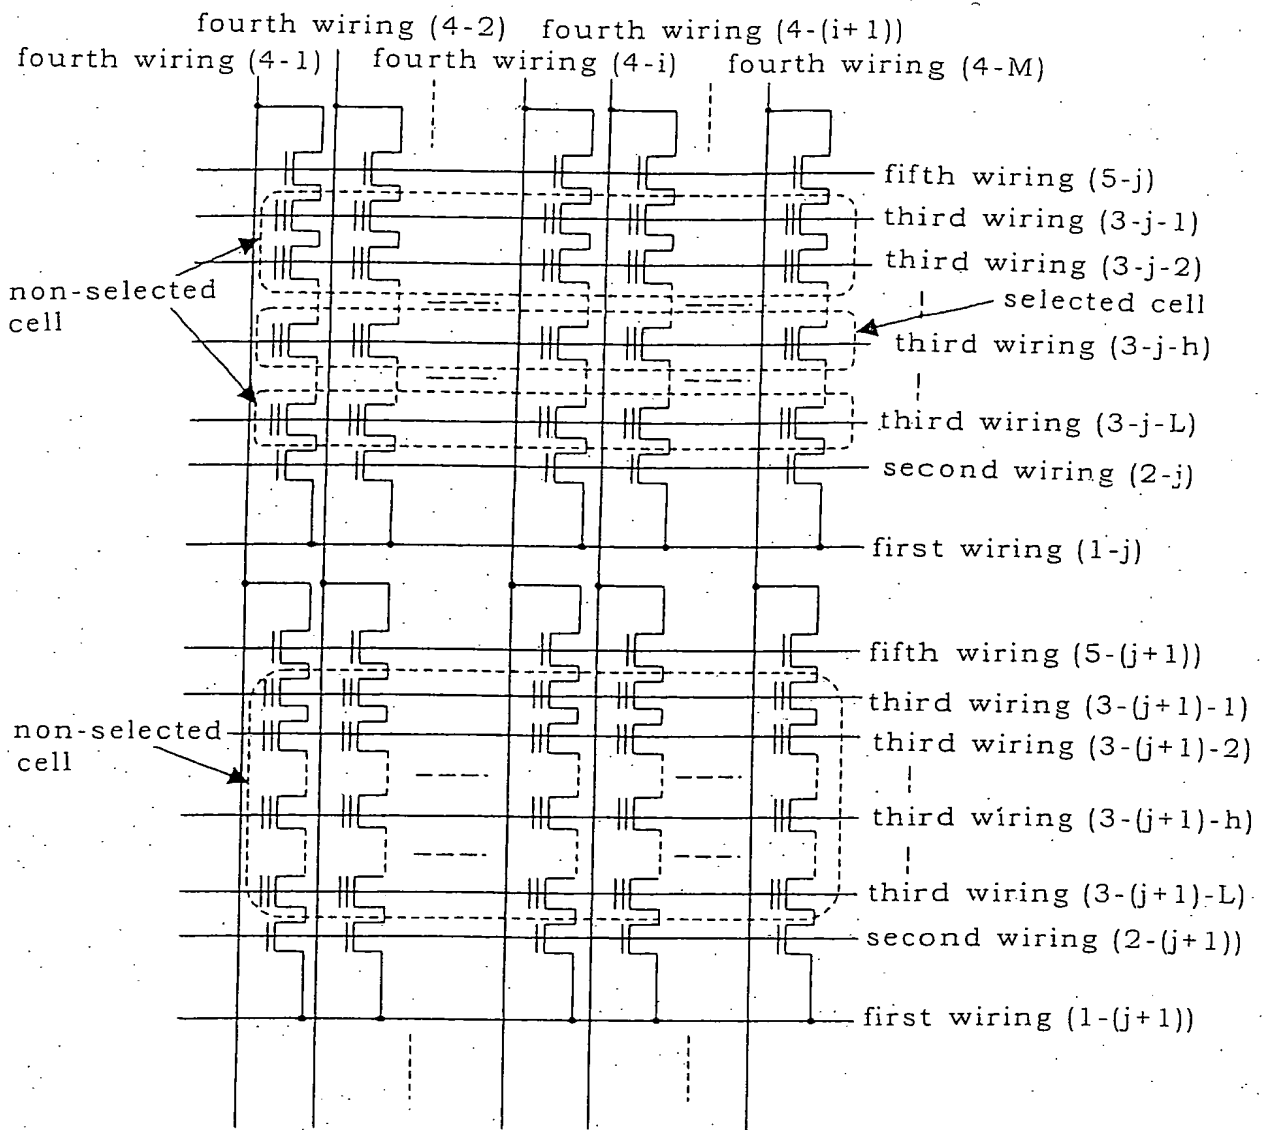 fourth wiring (4-2) fourth wiring (4-(i+1))
fourth wiring (4-1) fourth wiring (4-i) fourth wiring (4-M)
fifth wiring (5-j)
third wiring (3-j-1)
third wiring (3-j-2)
non-selected
cell
selected cell
third wiring (3-j-h)
third wiring (3-j-L)
second wiring (2-j)
first wiring (1-j)
fifth wiring (5-(j+1))
third wiring (3-(j+1)-1)
non-selected
cell
third wiring (3-(j+1)-2)
third wiring (3-(j+1)-h)
third wiring (3-(j+1)-L)
second wiring (2-(j+1))
first wiring (1-(j+1))